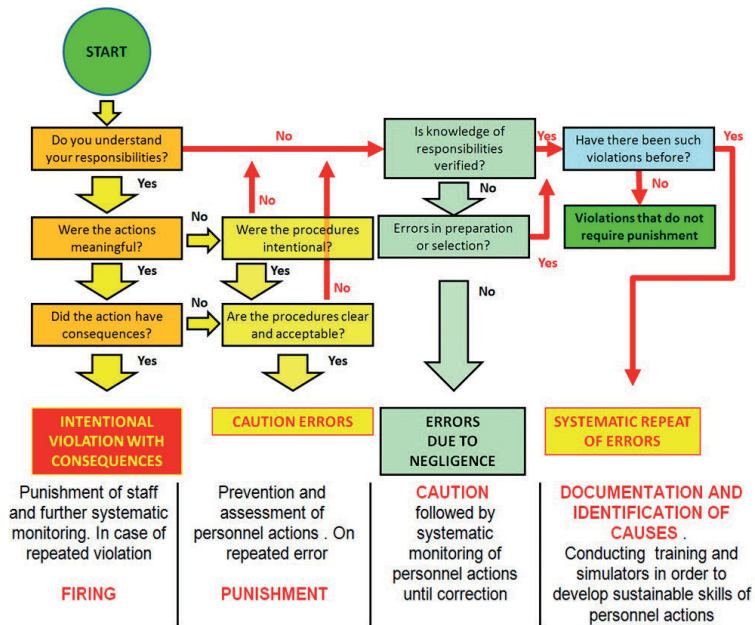 START
Do you understand
your responsibilities?
No
Is knowledge of
responsibilities
verified?
Yes
Have there been such
violations before?
Yes
Yes
No
No
No
Violations that do not
require punishment
Were the actions
meaningful?
No
Were the procedures
intentional?
Errors in preparation
or selection?
Yes
Yes
Yes
No
No
Did the action have
consequences?
No
Are the procedures clear
and acceptable?
Yes
Yes
INTENTIONAL
VIOLATION WITH
CONSEQUENCES
CAUTION ERRORS
ERRORS
DUE TO
NEGLIGENCE
SYSTEMATIC REPEAT
OF ERRORS
Punishment of staff
and further systematic
monitoring. In case of
repeated violation
FIRING
Prevention and
assessment of
personnel actions . On
repeated error
PUNISHMENT
CAUTION
followed by
systematic
monitoring of
personnel actions
until correction
DOCUMENTATION AND
IDENTIFICATION OF
CAUSES .
Conducting training and
simulators in order to
develop sustainable skills of
personnel actions